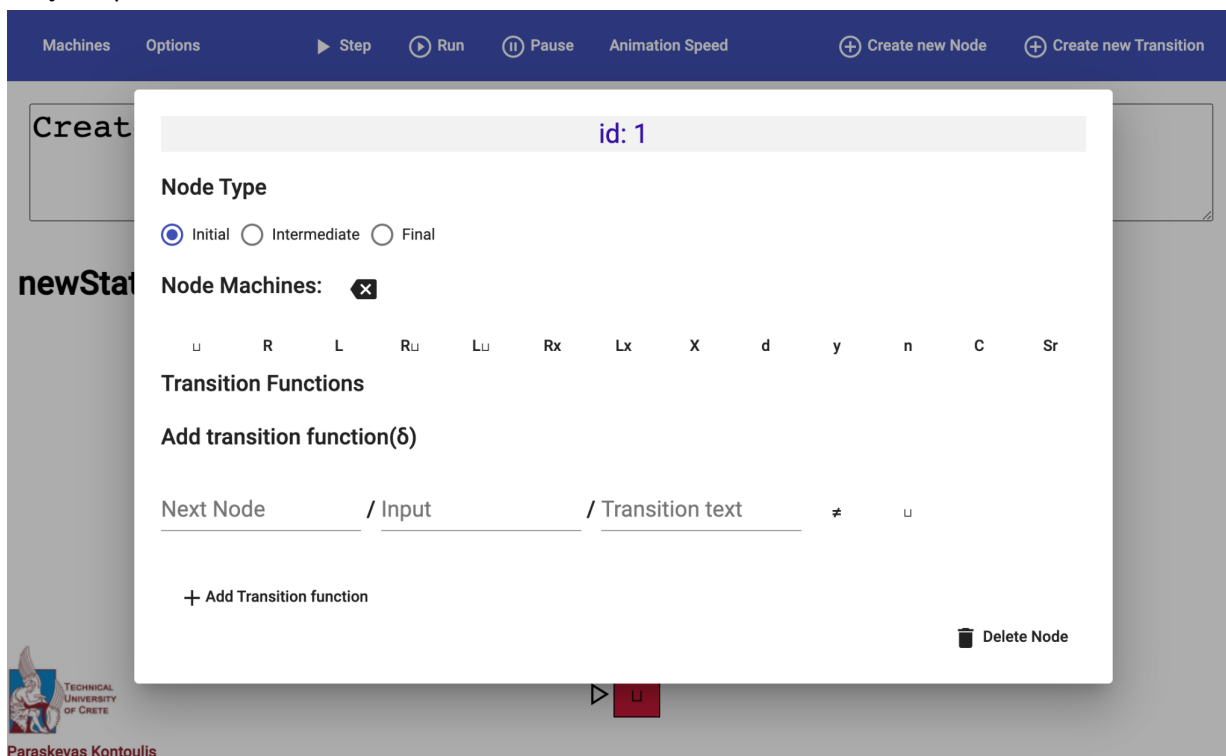 Machines Options Step Run Pause Animation Speed Create new Node Create new Transition
Creat
id: 1
Node Type
Initial Intermediate Final
newStat
Node Machines:
⊔ R L R⊔ L⊔ Rx Lx X d y n C Sr
Transition Functions
Add transition function(δ)
Next Node / Input / Transition text ≠ ⊔
+ Add Transition function
Delete Node
⊔
TECHNICAL
UNIVERSITY
OF CRETE
Paraskevas Kontoulis